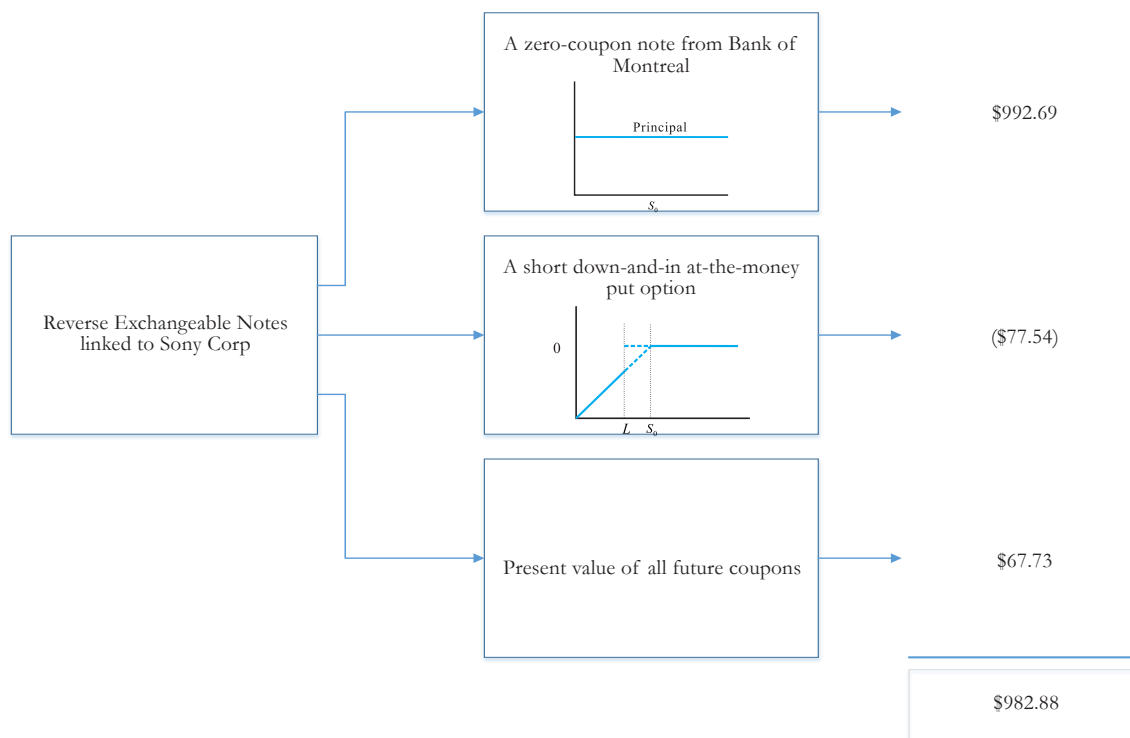 A zero-coupon note from Bank of
Montreal
Principal
S₀
$992.69
Reverse Exchangeable Notes
linked to Sony Corp
A short down-and-in at-the-money
put option
0
L S₀
($77.54)
Present value of all future coupons
$67.73
$982.88